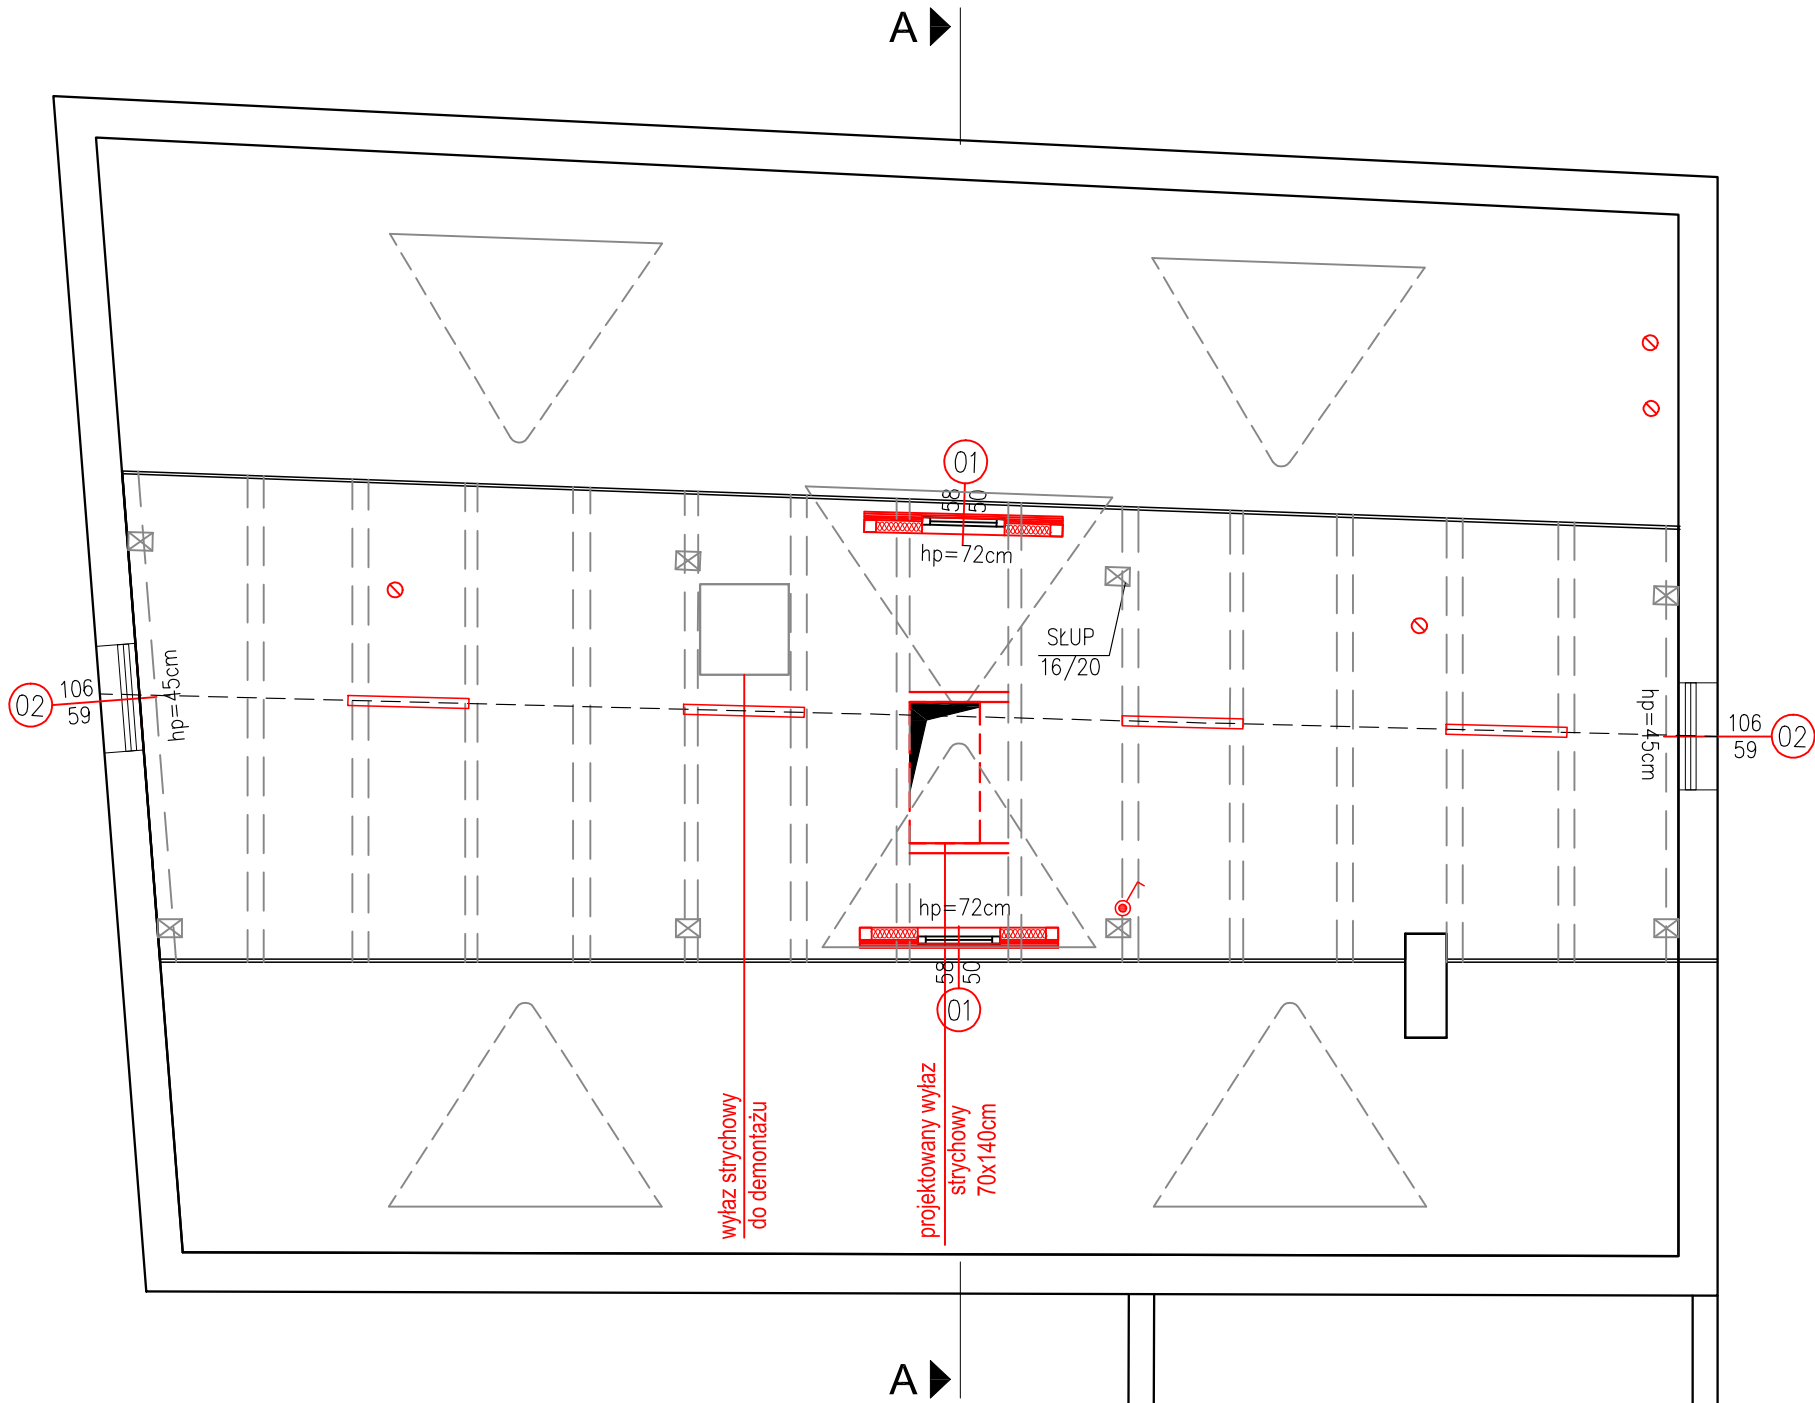 A
01
58
50
hp=72cm
SŁUP
16/20
02
106
59
hp=45cm
hp=45cm
106
59
02
hp=72cm
58
50
01
wyłaz strychowy
do demontażu
projektowany wyłaz
strychowy
70x140cm
A